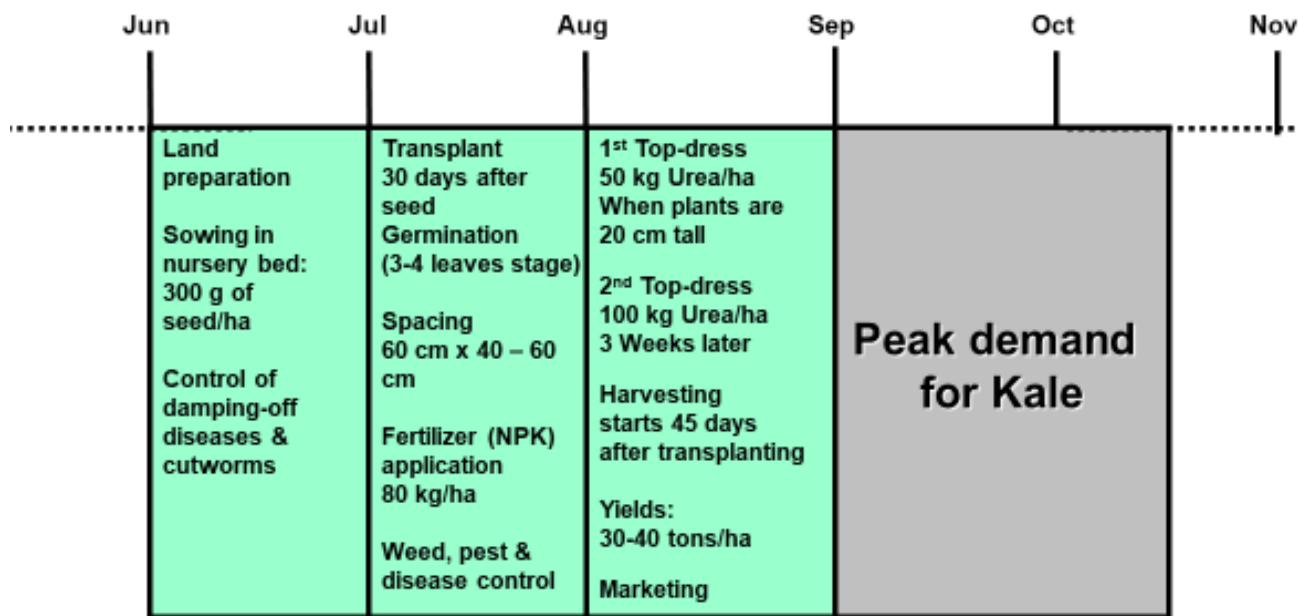 Jun Jul Aug Sep Oct Nov
Land
preparation
Sowing in
nursery bed:
300 g of
seed/ha
Control of
damping-off
diseases &
cutworms
Transplant
30 days after
seed
Germination
(3-4 leaves stage)
Spacing
60 cm x 40 – 60
cm
Fertilizer (NPK)
application
80 kg/ha
Weed, pest &
disease control
1st Top-dress
50 kg Urea/ha
When plants are
20 cm tall
2nd Top-dress
100 kg Urea/ha
3 Weeks later
Harvesting
starts 45 days
after transplanting
Yields:
30-40 tons/ha
Marketing
Peak demand
for Kale